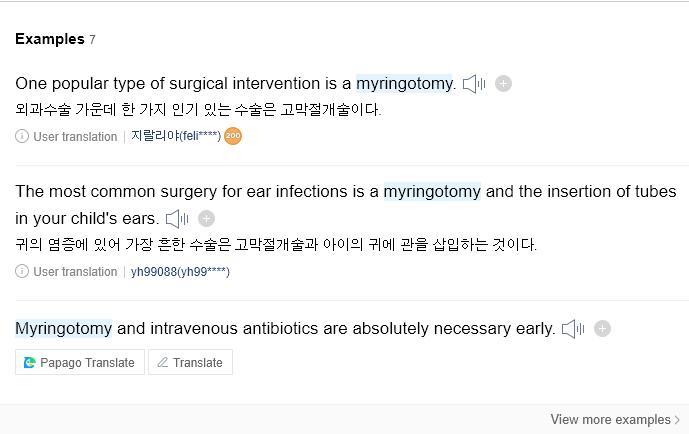 Examples 7
One popular type of surgical intervention is a myringotomy.
외과수술 가운데 한 가지 인기 있는 수술은 고막절개술이다.
User translation | 지랄리야(feli****) 200
The most common surgery for ear infections is a myringotomy and the insertion of tubes
in your child's ears.
귀의 염증에 있어 가장 흔한 수술은 고막절개술과 아이의 귀에 관을 삽입하는 것이다.
User translation | yh99088(yh99****)
Myringotomy and intravenous antibiotics are absolutely necessary early.
Papago Translate Translate
View more examples